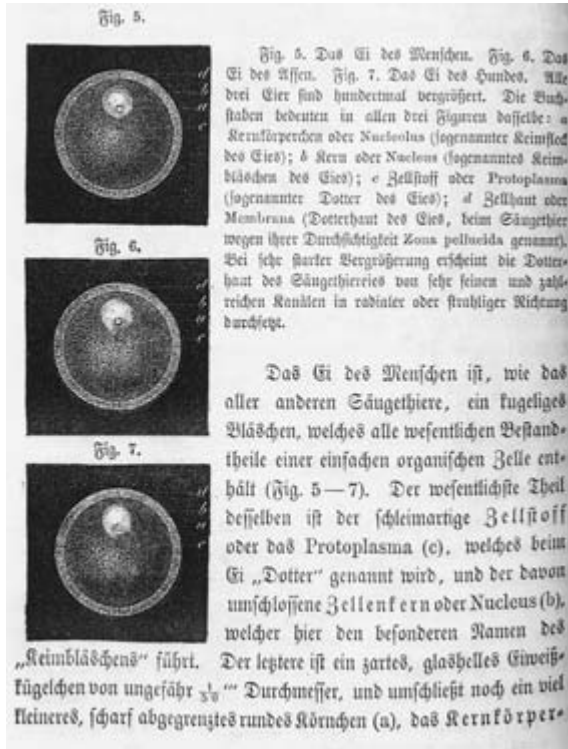 Fig. 5.
Fig. 5. Das Ei des Menschen. Fig. 6. Das
Ei des Affen. Fig. 7. Das Ei des Hundes. Alle
drei Eier sind hundertmal vergrößert. Die Buch-
staben bedeuten in allen drei Figuren dasselbe: a
Kernkörperchen oder Nucleolus (sogenannter Keimfleck
des Eies); b Kern oder Nucleus (sogenanntes Keim-
bläschen des Eies); c Zellstoff oder Protoplasma
(sogenannter Dotter des Eies); d Zellhaut oder
Membrana (Dotterhaut des Eies, beim Säugethier
wegen ihrer Durchsichtigkeit Zona pellucida genannt).
Bei sehr starker Vergrößerung erscheint die Dotter-
haut des Säugethiereies von sehr feinen und zahl-
reichen Kanälen in radialer oder strahliger Richtung
durchsetzt.
d
b
a
c
Fig. 6.
d
b
a
c
Fig. 7.
d
b
a
c
Das Ei des Menschen ist, wie das
aller anderen Säugethiere, ein kugeliges
Bläschen, welches alle wesentlichen Bestand-
theile einer einfachen organischen Zelle ent-
hält (Fig. 5—7). Der wesentlichste Theil
desselben ist der schleimartige Zellstoff
oder das Protoplasma (c), welches beim
Ei „Dotter“ genannt wird, und der davon
umschlossene Zellenkern oder Nucleus (b),
welcher hier den besonderen Namen des
„Keimbläschens“ führt. Der letztere ist ein zartes, glashelles Eiweiß-
kügelchen von ungefähr 1/50''' Durchmesser, und umschließt noch ein viel
kleineres, scharf abgegrenztes rundes Körnchen (a), das Kernkörper-